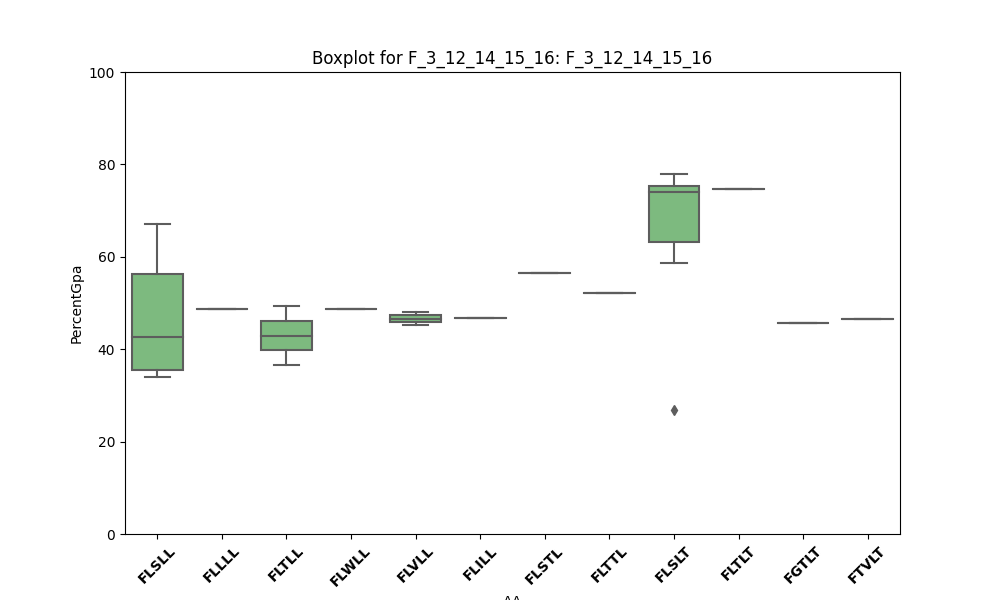 Boxplot for F_3_12_14_15_16: F_3_12_14_15_16
100
80
60
40
20
0
PercentGpa
FLSLL
FLLLL
FLTLL
FLWLL
FLVLL
FLILL
FLSTL
FLTTL
FLSLT
FLTLT
FGTLT
FTVLT
AA